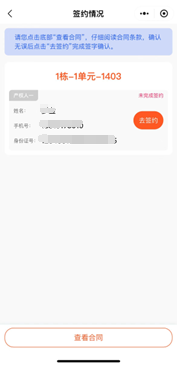 签约情况
请您点击底部“查看合同”，仔细阅读合同条款，确认
无误后点击“去签约”完成签字确认。
1栋-1单元-1403
产权人一
未完成签约
姓名：
手机号：
去签约
身份证号：
查看合同